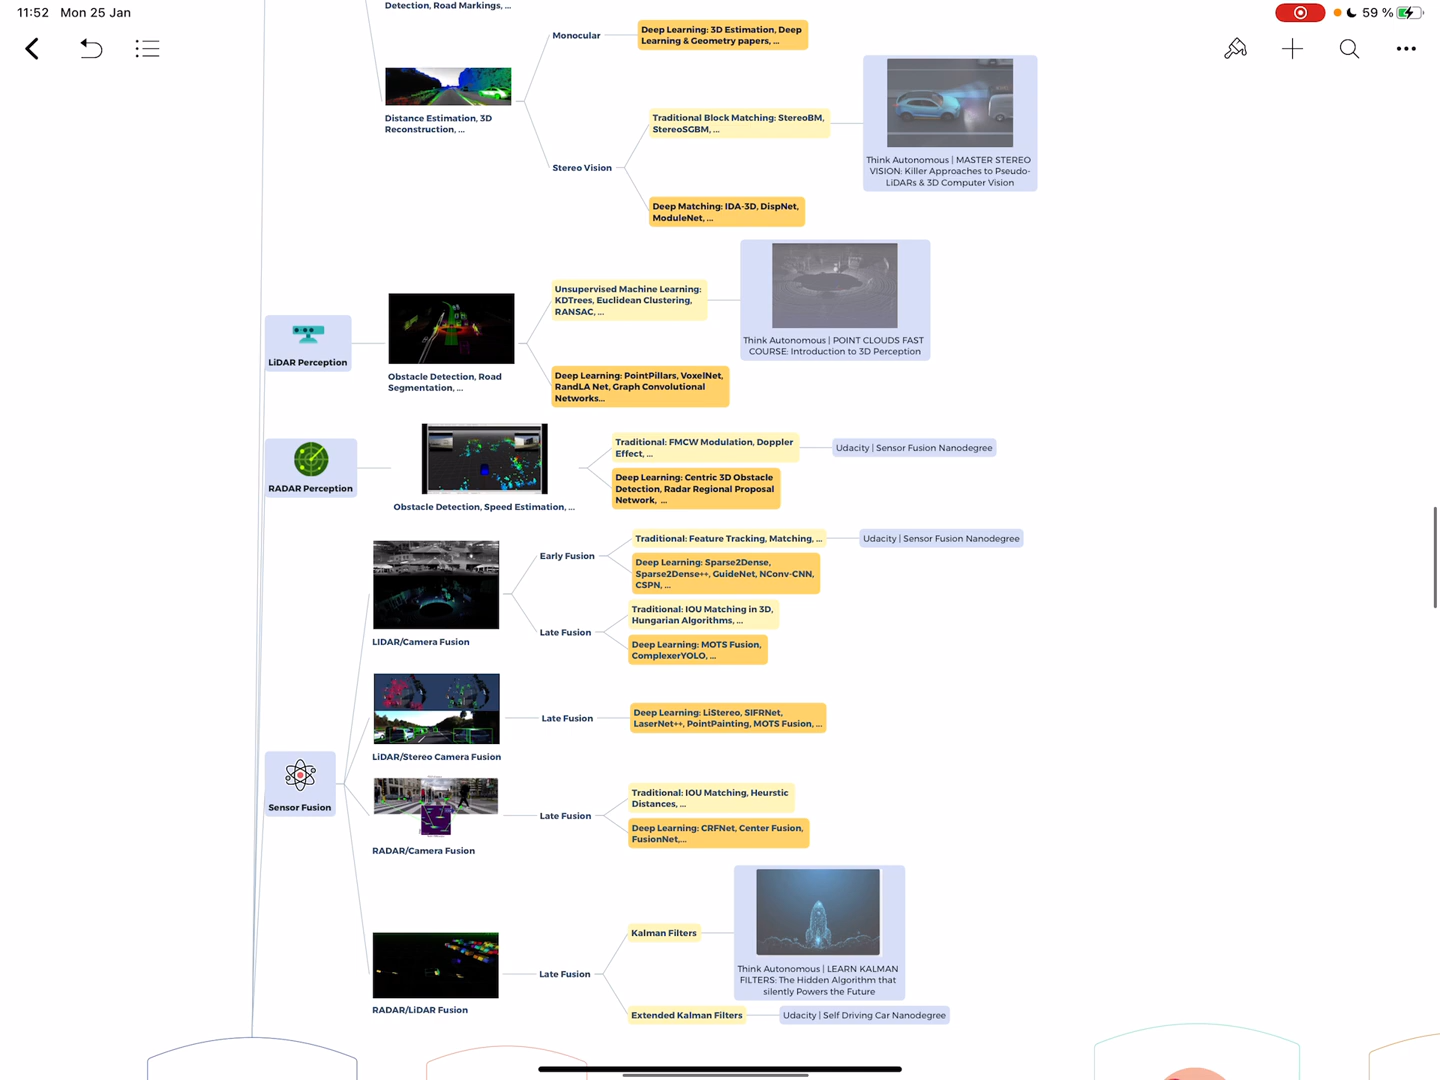 11:52 Mon 25 Jan
59 %
Detection, Road Markings, ...
Monocular
Deep Learning: 3D Estimation, Deep
Learning & Geometry papers, ...
Distance Estimation, 3D
Reconstruction, ...
Stereo Vision
Traditional Block Matching: StereoBM,
StereoSGBM, ...
Think Autonomous | MASTER STEREO
VISION: Killer Approaches to Pseudo-
LiDARs & 3D Computer Vision
Deep Matching: IDA-3D, DispNet,
ModuleNet, ...
LiDAR Perception
Obstacle Detection, Road
Segmentation, ...
Unsupervised Machine Learning:
KDTrees, Euclidean Clustering,
RANSAC, ...
Think Autonomous | POINT CLOUDS FAST
COURSE: Introduction to 3D Perception
Deep Learning: PointPillars, VoxelNet,
RandLA Net, Graph Convolutional
Networks...
RADAR Perception
Obstacle Detection, Speed Estimation, ...
Traditional: FMCW Modulation, Doppler
Effect, ...
Udacity | Sensor Fusion Nanodegree
Deep Learning: Centric 3D Obstacle
Detection, Radar Regional Proposal
Network, ...
Sensor Fusion
LIDAR/Camera Fusion
Early Fusion
Traditional: Feature Tracking, Matching, ...
Udacity | Sensor Fusion Nanodegree
Deep Learning: Sparse2Dense,
Sparse2Dense++, GuideNet, NConv-CNN,
CSPN, ...
Late Fusion
Traditional: IOU Matching in 3D,
Hungarian Algorithms, ...
Deep Learning: MOTS Fusion,
ComplexerYOLO, ...
LiDAR/Stereo Camera Fusion
Late Fusion
Deep Learning: LiStereo, SIFRNet,
LaserNet++, PointPainting, MOTS Fusion, ...
RADAR/Camera Fusion
Late Fusion
Traditional: IOU Matching, Heurstic
Distances, ...
Deep Learning: CRFNet, Center Fusion,
FusionNet,...
RADAR/LiDAR Fusion
Late Fusion
Kalman Filters
Think Autonomous | LEARN KALMAN
FILTERS: The Hidden Algorithm that
silently Powers the Future
Extended Kalman Filters
Udacity | Self Driving Car Nanodegree